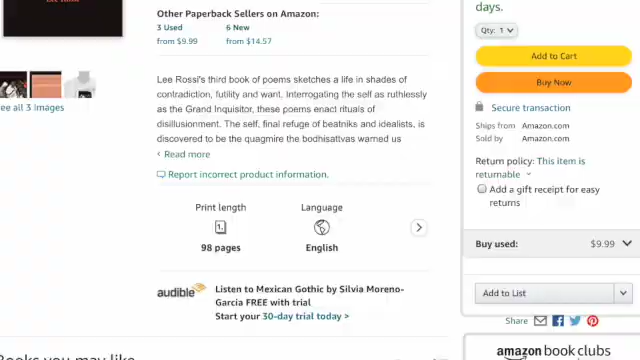 Other Paperback Sellers on Amazon:
3 Used
6 New
from $9.99
from $14.57
See all 3 Images
Lee Rossi's third book of poems sketches a life in shades of
contradiction, futility and want. Interrogating the self as ruthlessly
as the Grand Inquisitor, these poems enact rituals of
disillusionment. The self, final refuge of beatniks and idealists, is
discovered to be the quagmire the bodhisattvas warned us
Read more
Report incorrect product information.
Print length
1.
98 pages
Language
English
audible
Listen to Mexican Gothic by Silvia Moreno-
Garcia FREE with trial
Start your 30-day trial today >
Books you may like
days.
Qty: 1
Add to Cart
Buy Now
Secure transaction
Ships from Amazon.com
Sold by Amazon.com
Return policy: This item is
returnable
Add a gift receipt for easy
returns
Buy used: $9.99
Add to List
Share
amazon book clubs